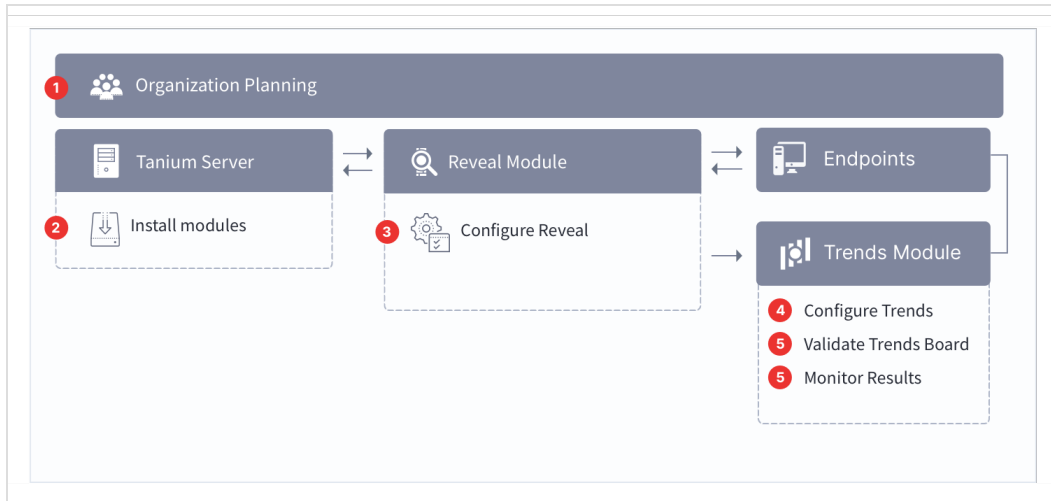 1 Organization Planning
Tanium Server
Reveal Module
Endpoints
2 Install modules
3 Configure Reveal
Trends Module
4 Configure Trends
5 Validate Trends Board
5 Monitor Results